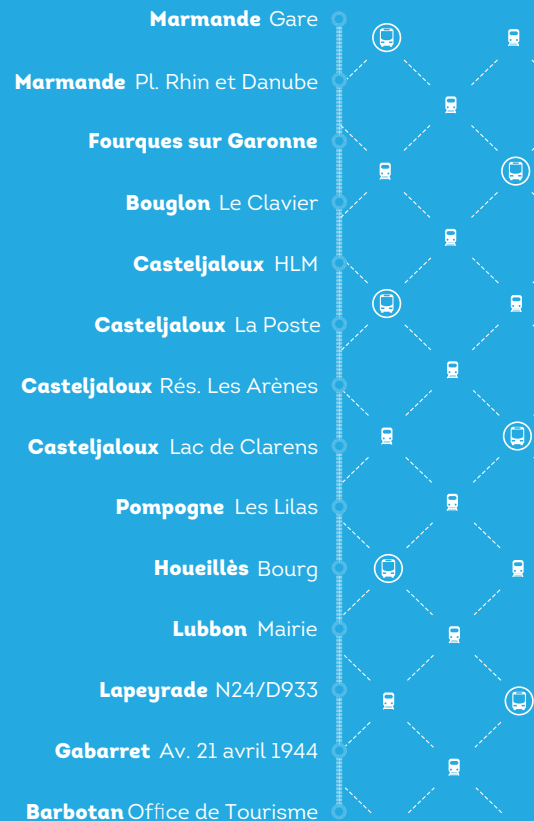 Marmande Gare
Marmande Pl. Rhin et Danube
Fourques sur Garonne
Bouglon Le Clavier
Casteljaloux HLM
Casteljaloux La Poste
Casteljaloux Rés. Les Arènes
Casteljaloux Lac de Clarens
Pompogne Les Lilas
Houeillès Bourg
Lubbon Mairie
Lapeyrade N24/D933
Gabarret Av. 21 avril 1944
Barbotan Office de Tourisme